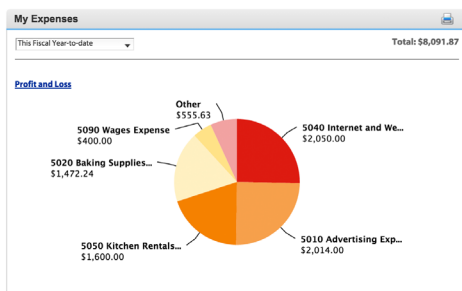 My Expenses
This Fiscal Year-to-date
Total: $8,091.87
Profit and Loss
Other
$555.63
5090 Wages Expense
$400.00
5040 Internet and We...
$2,050.00
5020 Baking Supplies...
$1,472.24
5050 Kitchen Rentals...
$1,600.00
5010 Advertising Exp...
$2,014.00